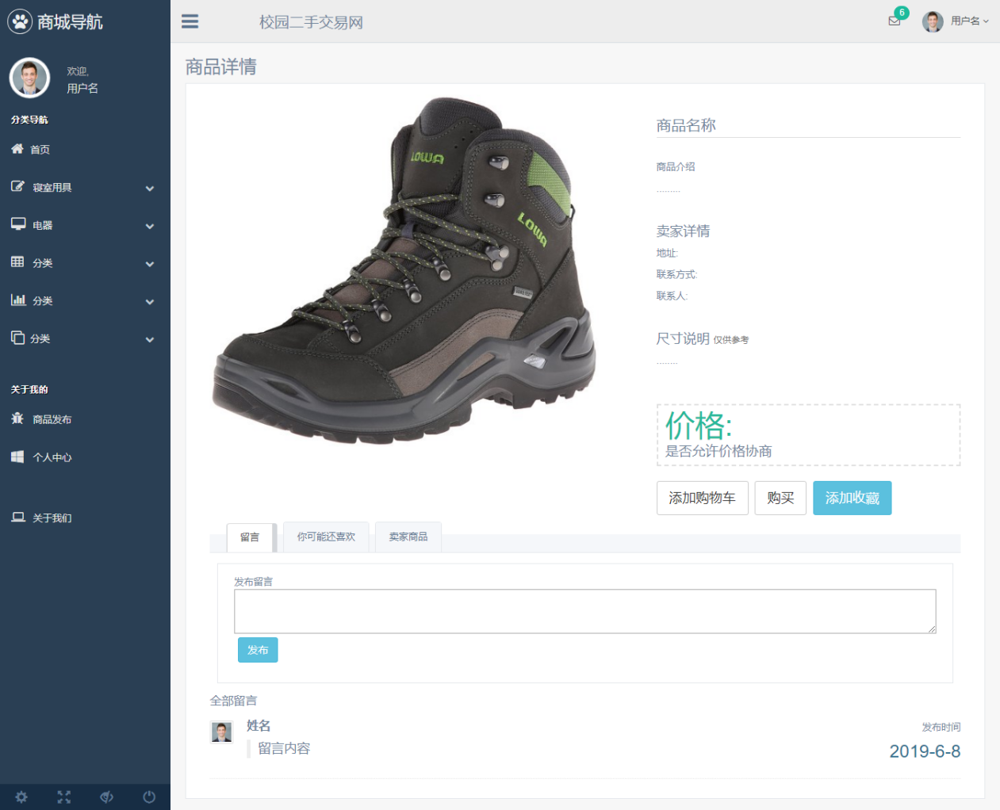 商城导航
校园二手交易网
6
用户名
欢迎,
用户名
分类导航
首页
寝室用具
电器
分类
分类
分类
关于我的
商品发布
个人中心
关于我们
商品详情
LOWA
LOWA
商品名称
商品介绍
.........
卖家详情
地址:
联系方式:
联系人:
尺寸说明 仅供参考
........
价格:
是否允许价格协商
添加购物车
购买
添加收藏
留言
你可能还喜欢
卖家商品
发布留言
发布
全部留言
姓名
留言内容
发布时间
2019-6-8